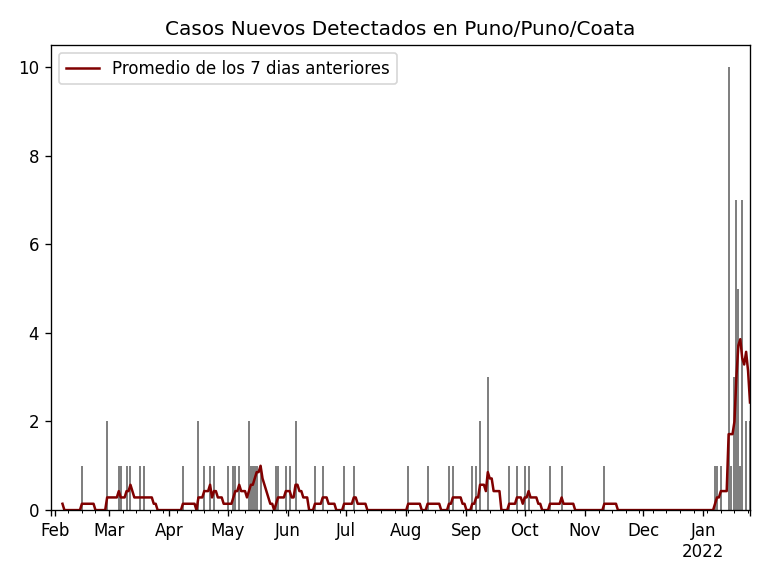 Casos Nuevos Detectados en Puno/Puno/Coata
Promedio de los 7 dias anteriores
10
8
6
4
2
0
Feb Mar Apr May Jun Jul Aug Sep Oct Nov Dec Jan
2022